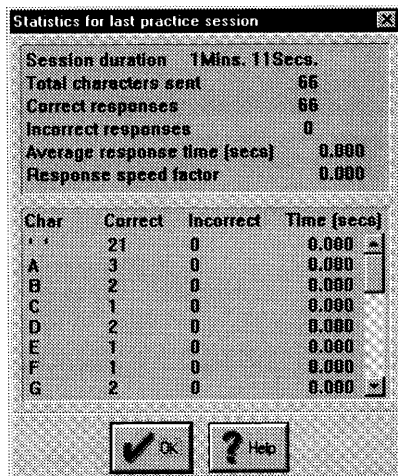 Statistics for last practice session
Session duration 1Mins. 11Secs.
Total characters sent 66
Correct responses 66
Incorrect responses 0
Average response time (secs) 0.000
Response speed factor 0.000
Char Correct Incorrect Time (secs)
' ' 21 0 0.000
A 3 0 0.000
B 2 0 0.000
C 1 0 0.000
D 2 0 0.000
E 1 0 0.000
F 1 0 0.000
G 2 0 0.000
OK ? Help